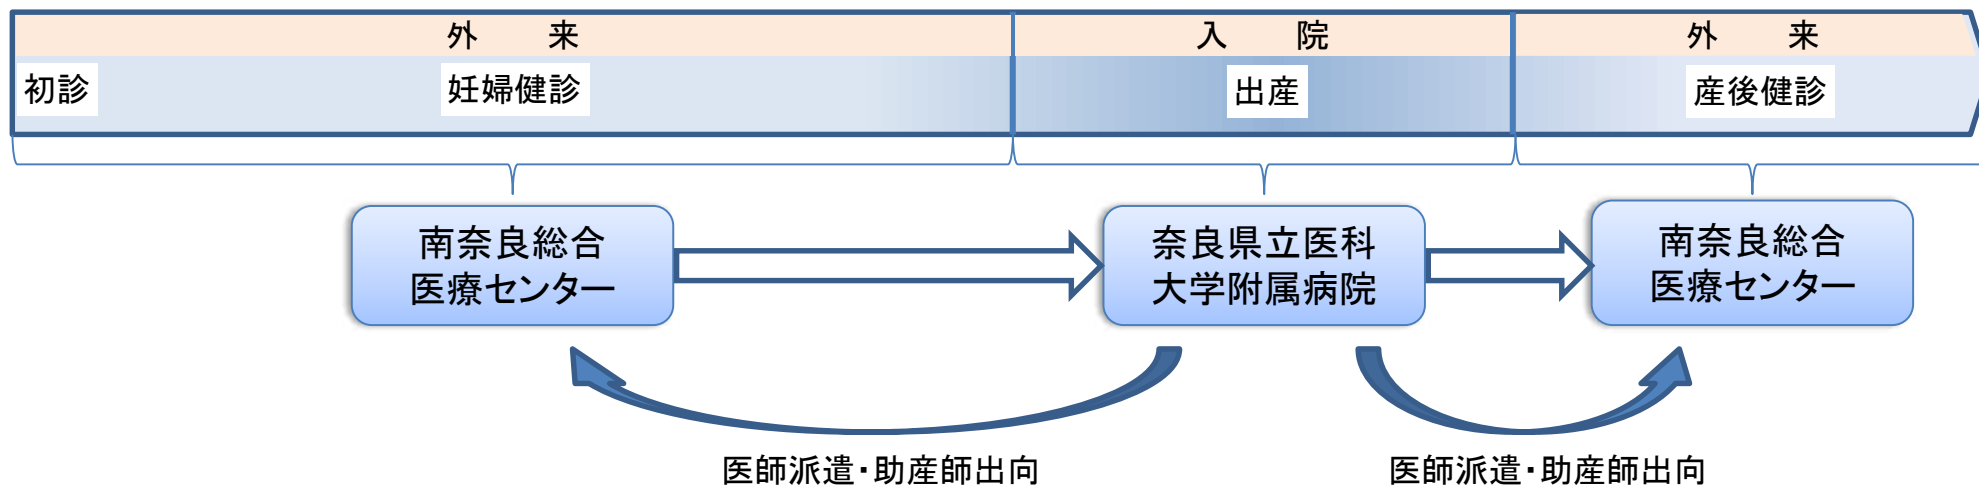 外　来
入　院
外　来
初診
妊婦健診
出産
産後健診
南奈良総合
医療センター
奈良県立医科
大学附属病院
南奈良総合
医療センター
医師派遣・助産師出向
医師派遣・助産師出向